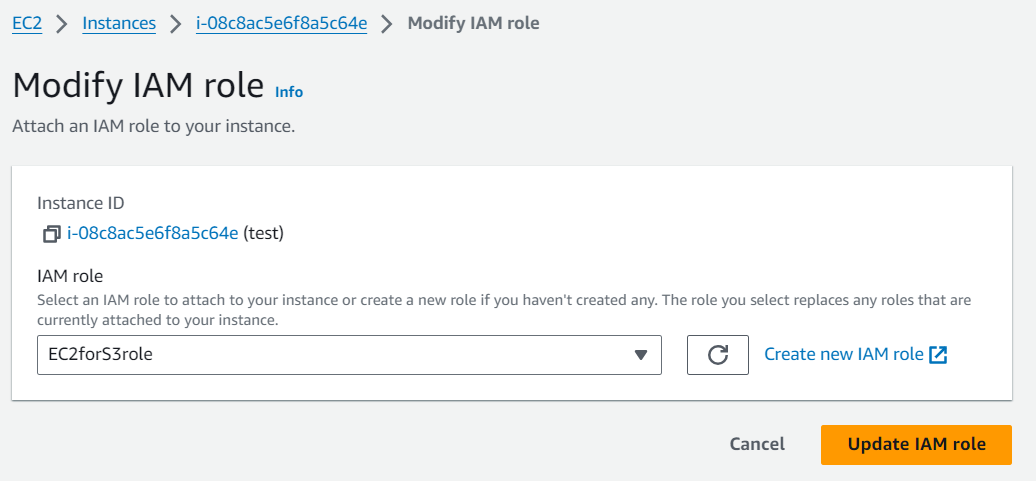 EC2 > Instances > i-08c8ac5e6f8a5c64e > Modify IAM role
Modify IAM role Info
Attach an IAM role to your instance.
Instance ID
i-08c8ac5e6f8a5c64e (test)
IAM role
Select an IAM role to attach to your instance or create a new role if you haven't created any. The role you select replaces any roles that are
currently attached to your instance.
EC2forS3role
Create new IAM role
Cancel
Update IAM role